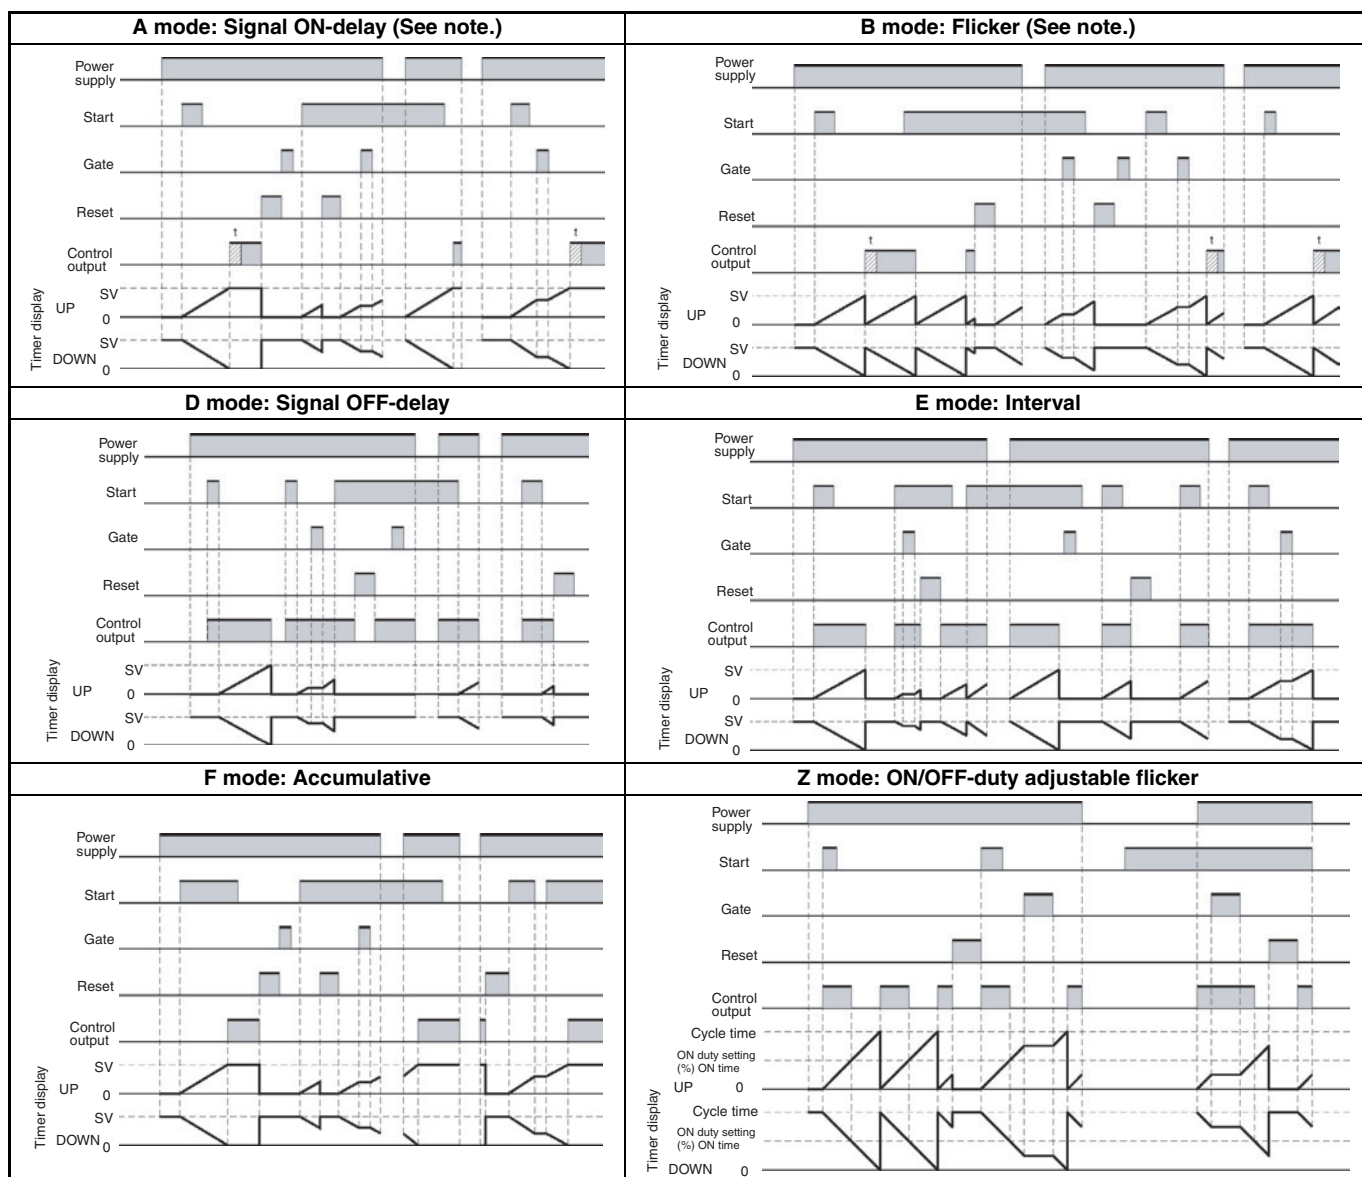 A mode: Signal ON-delay (See note.)
Power
supply
Start
Gate
Reset
Control
output
t
t
Timer display
UP
SV
0
DOWN
SV
0
B mode: Flicker (See note.)
Power
supply
Start
Gate
Reset
Control
output
t
t
t
Timer display
UP
SV
0
DOWN
SV
0
D mode: Signal OFF-delay
Power
supply
Start
Gate
Reset
Control
output
Timer display
UP
SV
0
DOWN
SV
0
E mode: Interval
Power
supply
Start
Gate
Reset
Control
output
Timer display
UP
SV
0
DOWN
SV
0
F mode: Accumulative
Power
supply
Start
Gate
Reset
Control
output
Timer display
UP
SV
0
DOWN
SV
0
Z mode: ON/OFF-duty adjustable flicker
Power
supply
Start
Gate
Reset
Control
output
Timer display
Cycle time
ON duty setting
(%) ON time
UP 0
Cycle time
ON duty setting
(%) ON time
DOWN 0